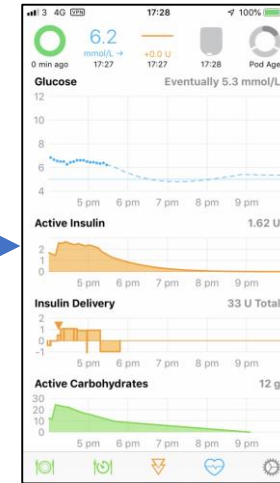 3 4G VPN 17:28 100%
6.2
mmol/L → +0.0 U
0 min ago 17:27 17:27 17:28 Pod Age
Glucose Eventually 5.3 mmol/L
12
10
8
6
4
5 pm 6 pm 7 pm 8 pm 9 pm
Active Insulin 1.62 U
2
1
0
5 pm 6 pm 7 pm 8 pm 9 pm
Insulin Delivery 33 U Total
2
1
0
-1
5 pm 6 pm 7 pm 8 pm 9 pm
Active Carbohydrates 12 g
30
20
10
0
5 pm 6 pm 7 pm 8 pm 9 pm